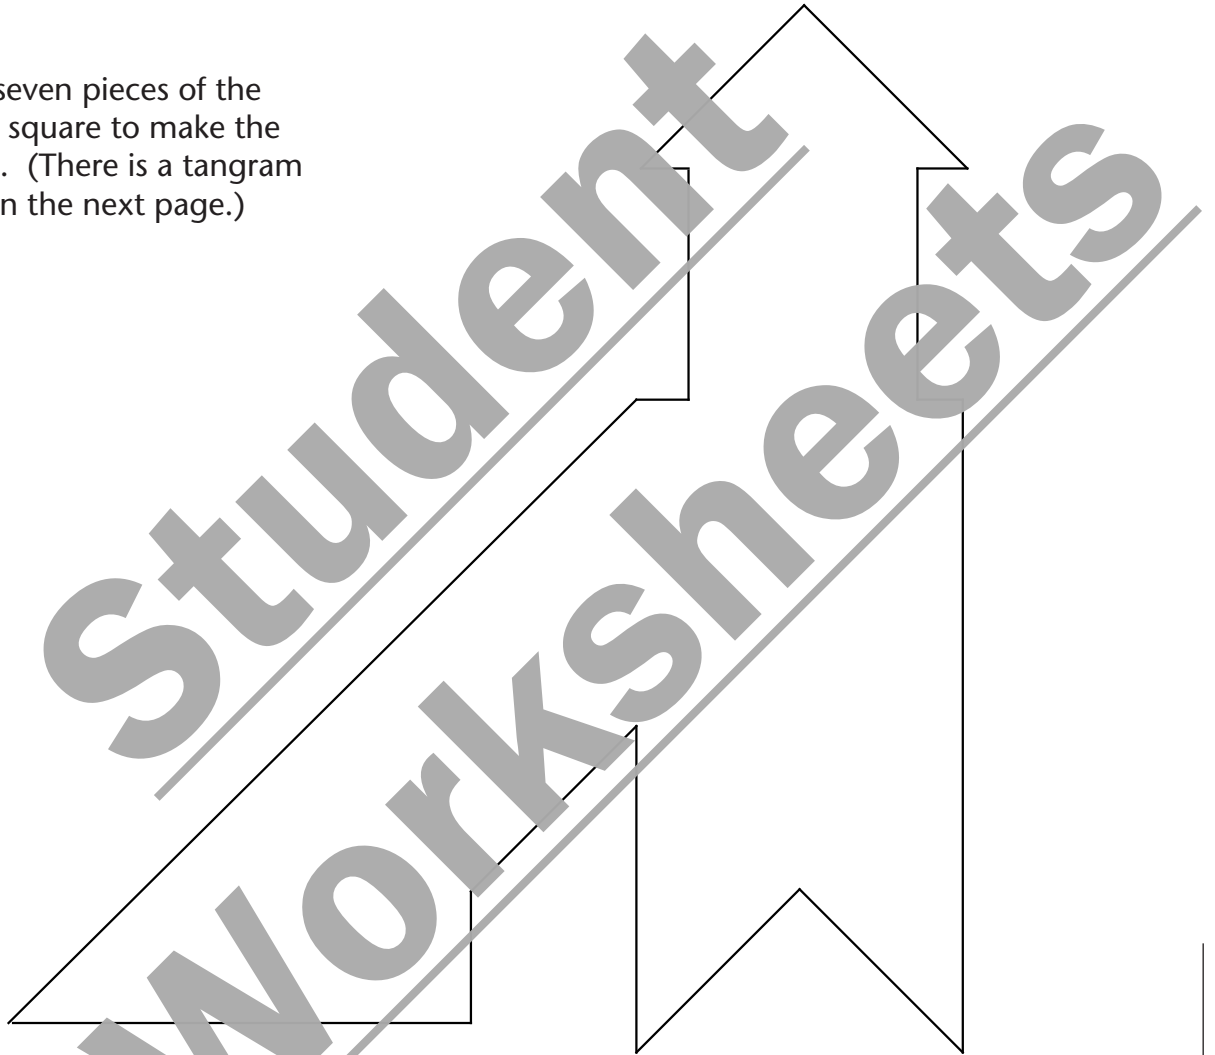 seven pieces of the
square to make the
. (There is a tangram
n the next page.)
Student
Worksheets